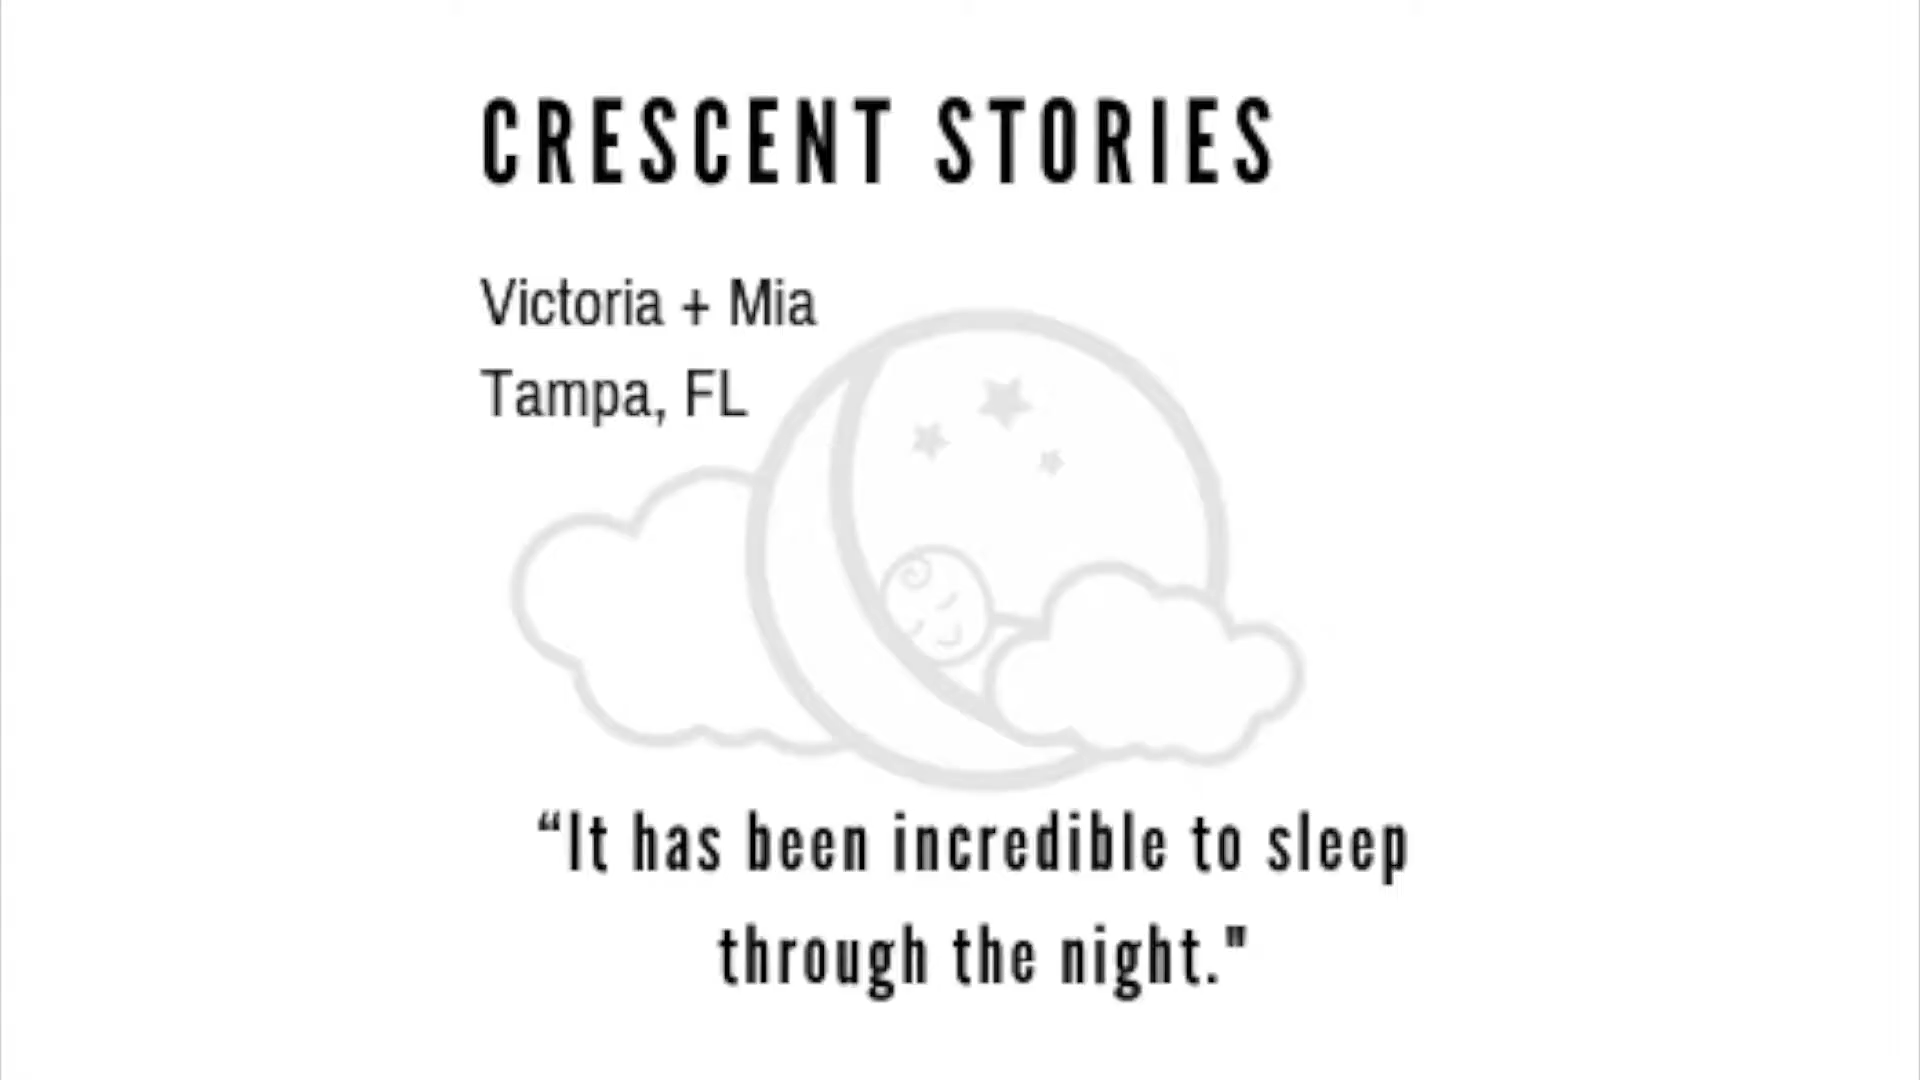 CRESCENT STORIES
Victoria + Mia
Tampa, FL
“It has been incredible to sleep
through the night."